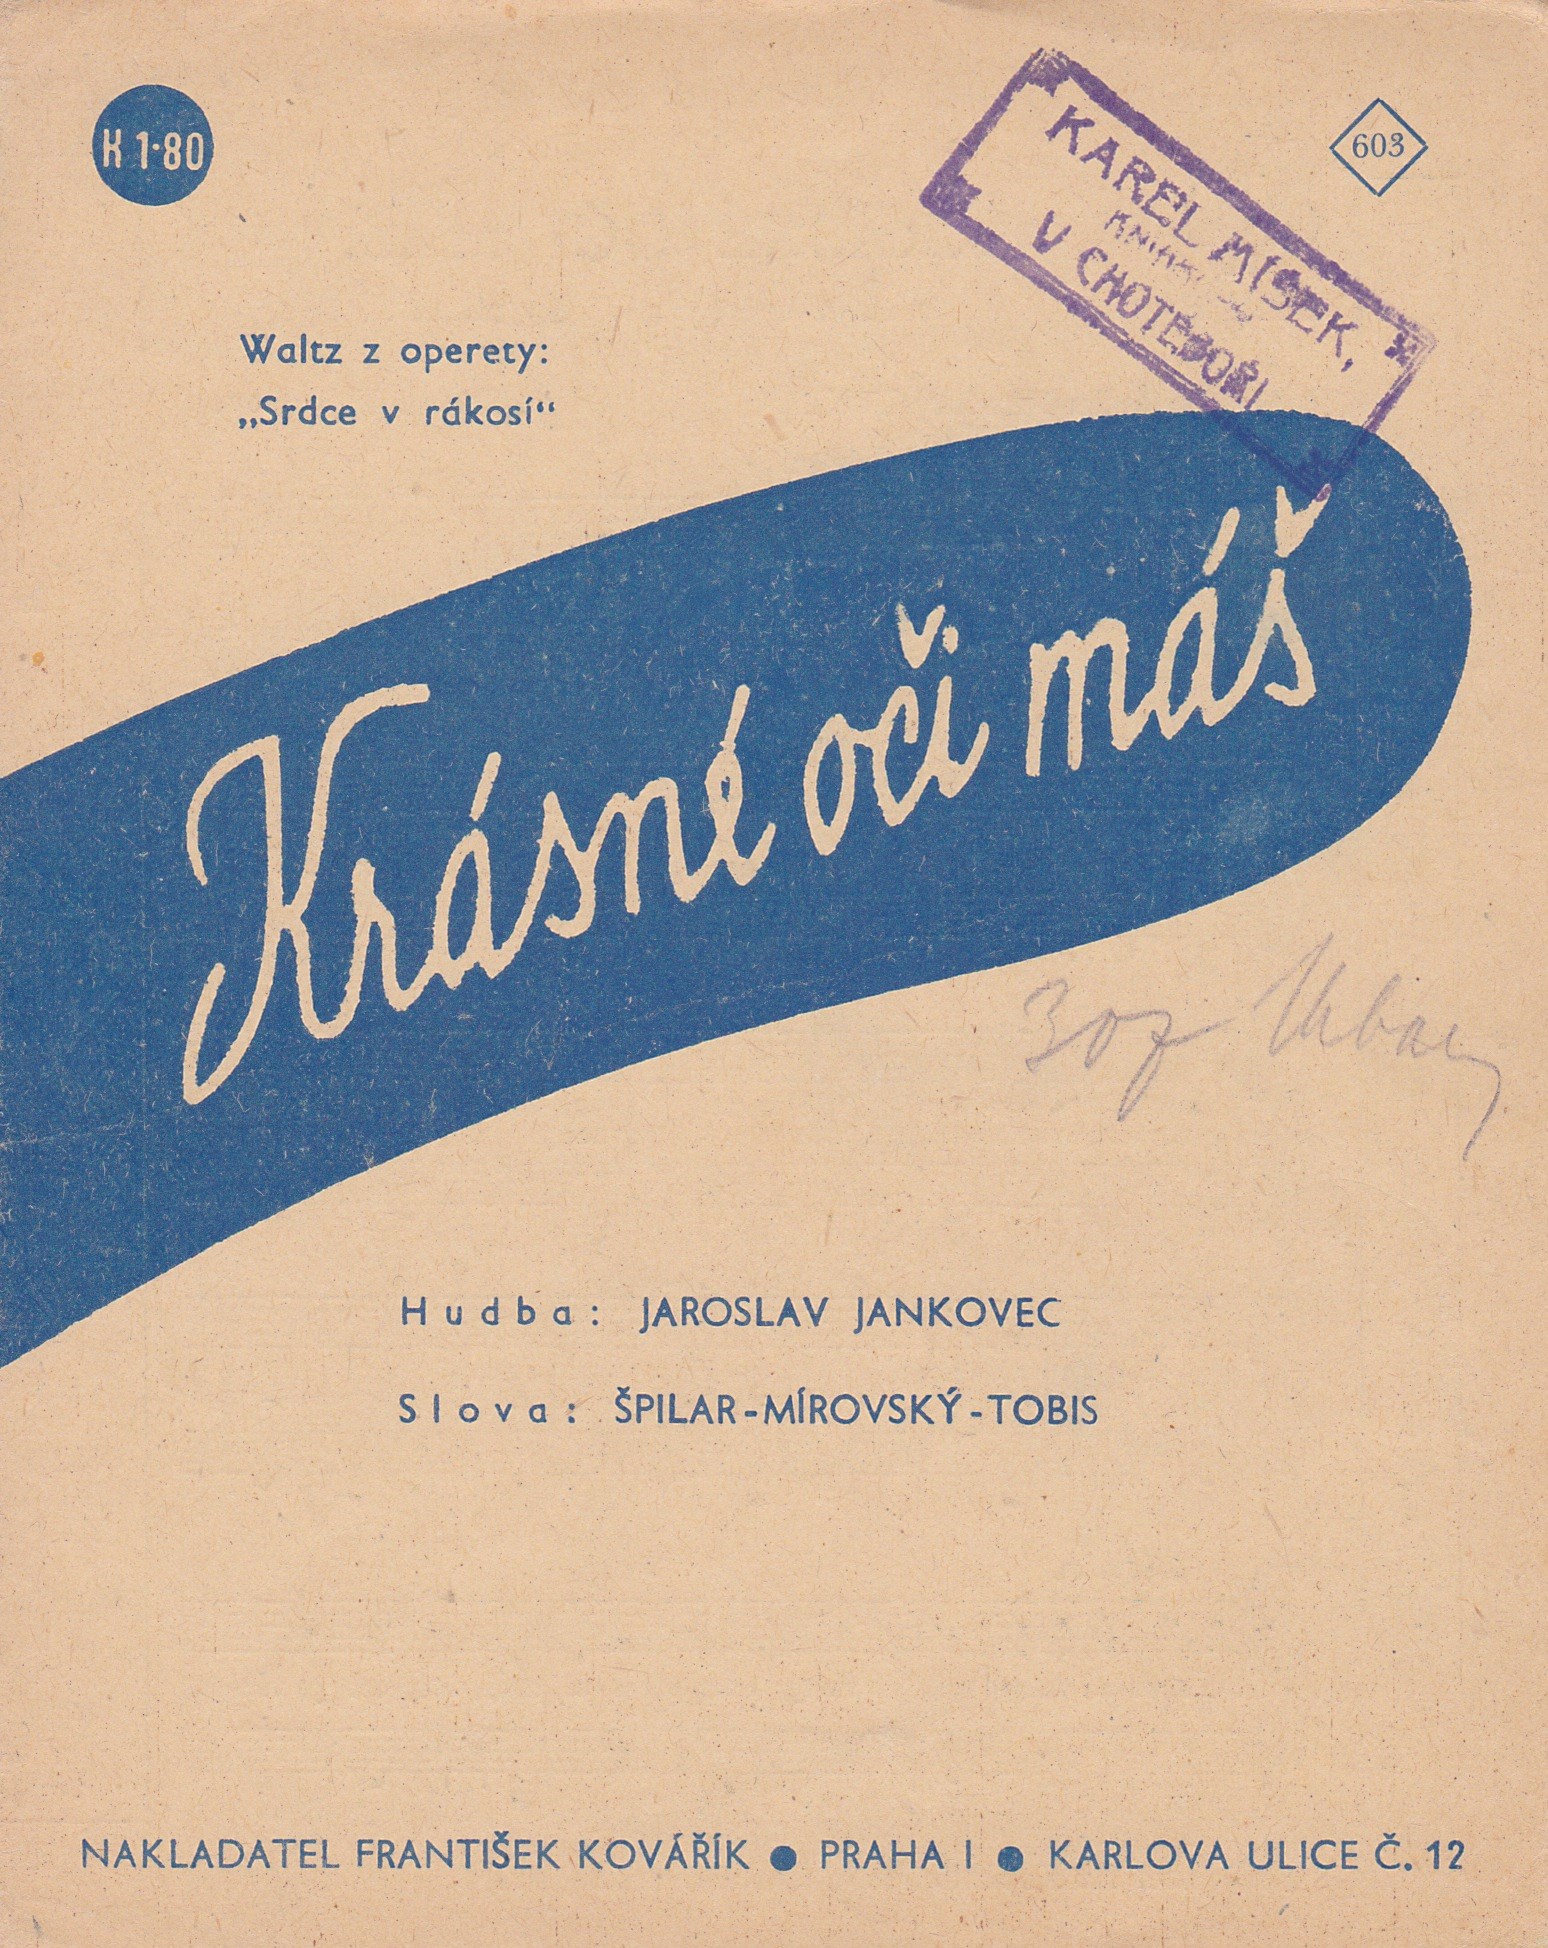 K 1·80
603
KAREL MISEK,
V CHOTĚBOŘI
Waltz z operety:
„Srdce v rákosí“
Krásné oči máš
Hudba: JAROSLAV JANKOVEC
Slova: ŠPILAR-MÍROVSKÝ-TOBIS
NAKLADATEL FRANTIŠEK KOVÁŘÍK ● PRAHA I ● KARLOVA ULICE Č. 12